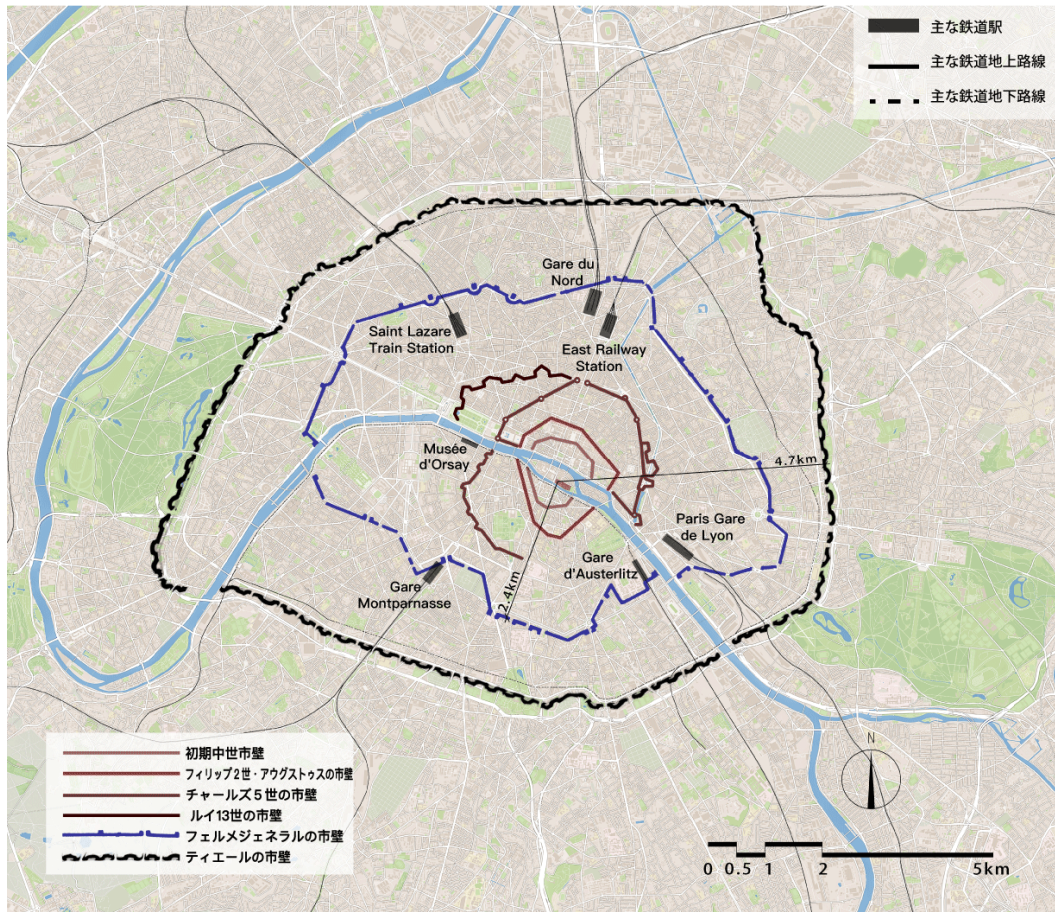 主な鉄道駅
主な鉄道地上路線
主な鉄道地下路線
Gare du
Nord
Saint Lazare
Train Station
East Railway
Station
Musée
d'Orsay
4.7km
Paris Gare
de Lyon
Gare
d'Austerlitz
Gare
Montparnasse
2.4km
初期中世市壁
フィリップ2世・アウグストゥスの市壁
チャールズ5世の市壁
ルイ13世の市壁
フェルメジェネラルの市壁
ティエールの市壁
N
0 0.5 1 2 5km